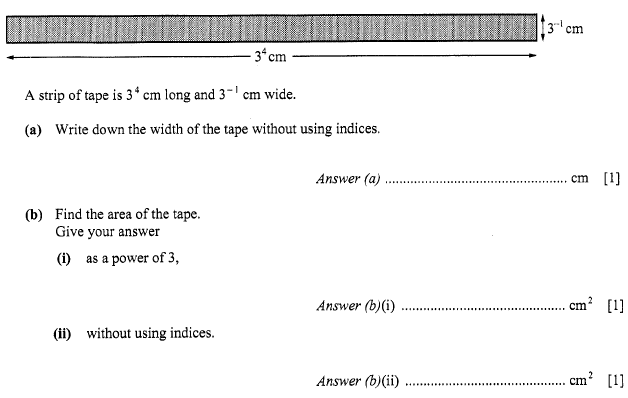 3⁻¹ cm
3⁴ cm
A strip of tape is 3⁴ cm long and 3⁻¹ cm wide.
(a) Write down the width of the tape without using indices.
Answer (a) .................................................. cm [1]
(b) Find the area of the tape.
Give your answer
(i) as a power of 3,
Answer (b)(i) ............................................. cm² [1]
(ii) without using indices.
Answer (b)(ii) ............................................ cm² [1]